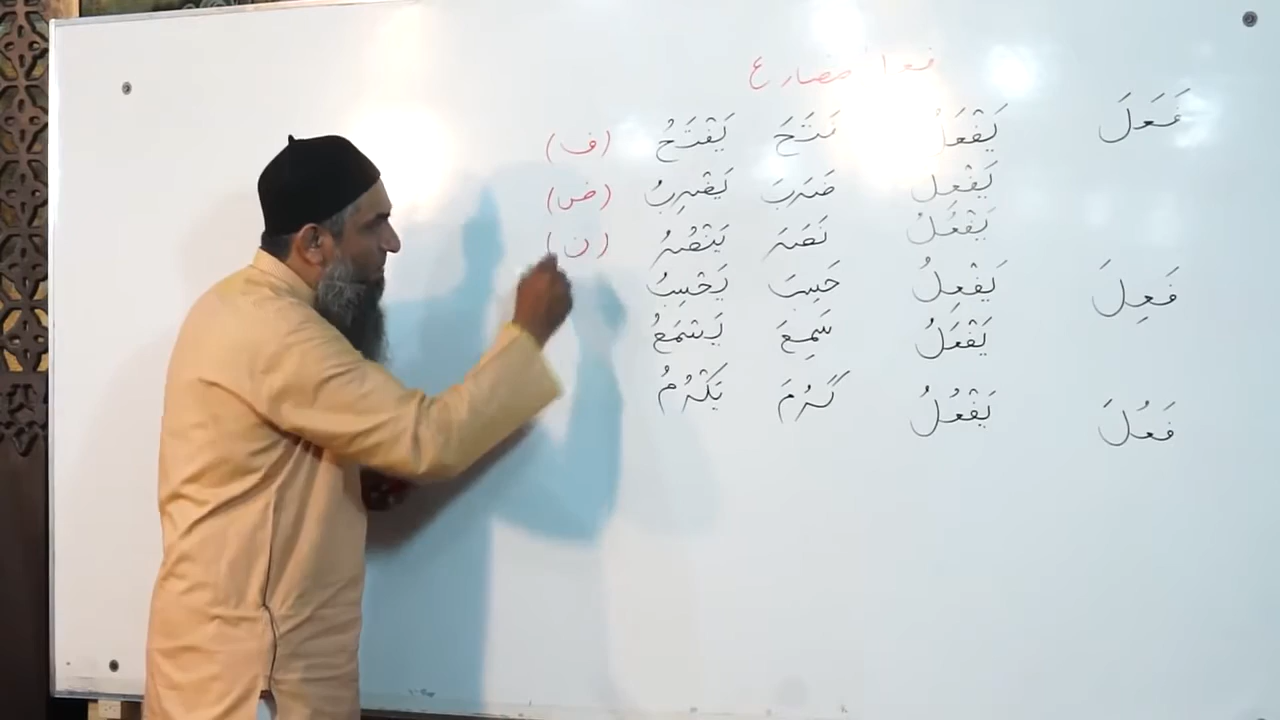 فعل مضارع
فَعَلَ يَفْعَلُ فَتَحَ يَفْتَحُ (ف)
يَفْعِلُ ضَرَبَ يَضْرِبُ (ض)
يَفْعُلُ نَصَرَ يَنْصُرُ (ن)
فَعِلَ يَفْعِلُ حَسِبَ يَحْسِبُ
يَفْعَلُ سَمِعَ يَسْمَعُ
فَعُلَ يَفْعُلُ كَرُمَ يَكْرُمُ